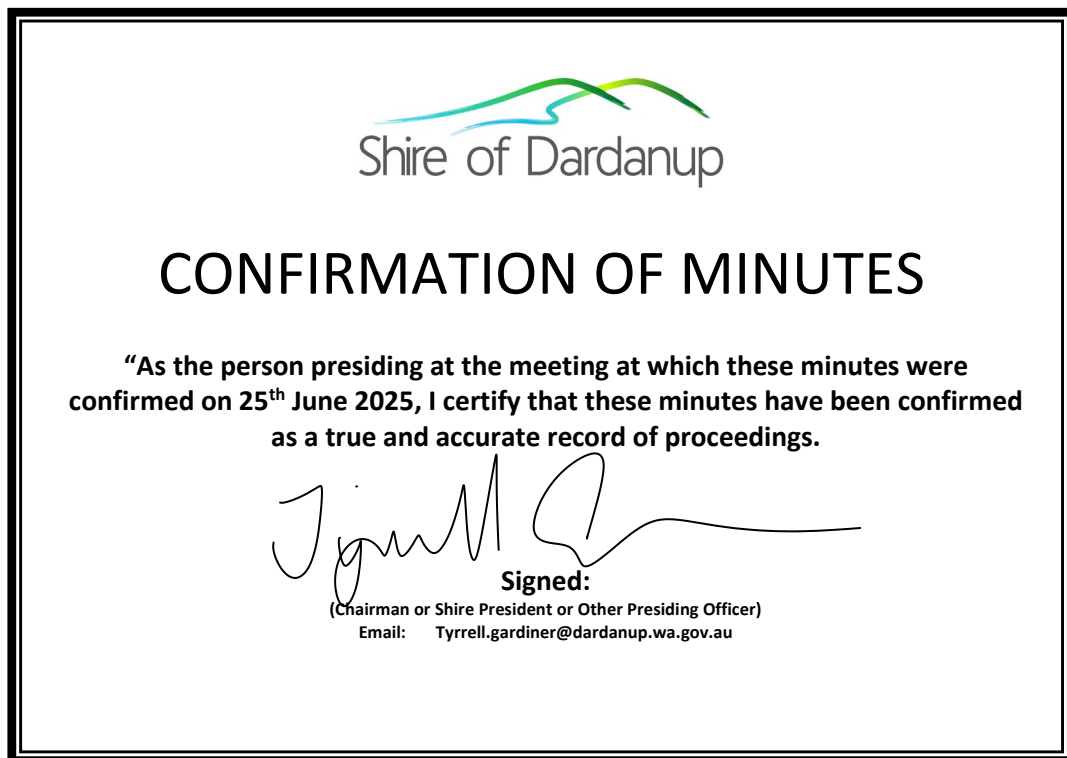 Shire of Dardanup
CONFIRMATION OF MINUTES
“As the person presiding at the meeting at which these minutes were
confirmed on 25th June 2025, I certify that these minutes have been confirmed
as a true and accurate record of proceedings.
Signed:
(Chairman or Shire President or Other Presiding Officer)
Email: Tyrrell.gardiner@dardanup.wa.gov.au